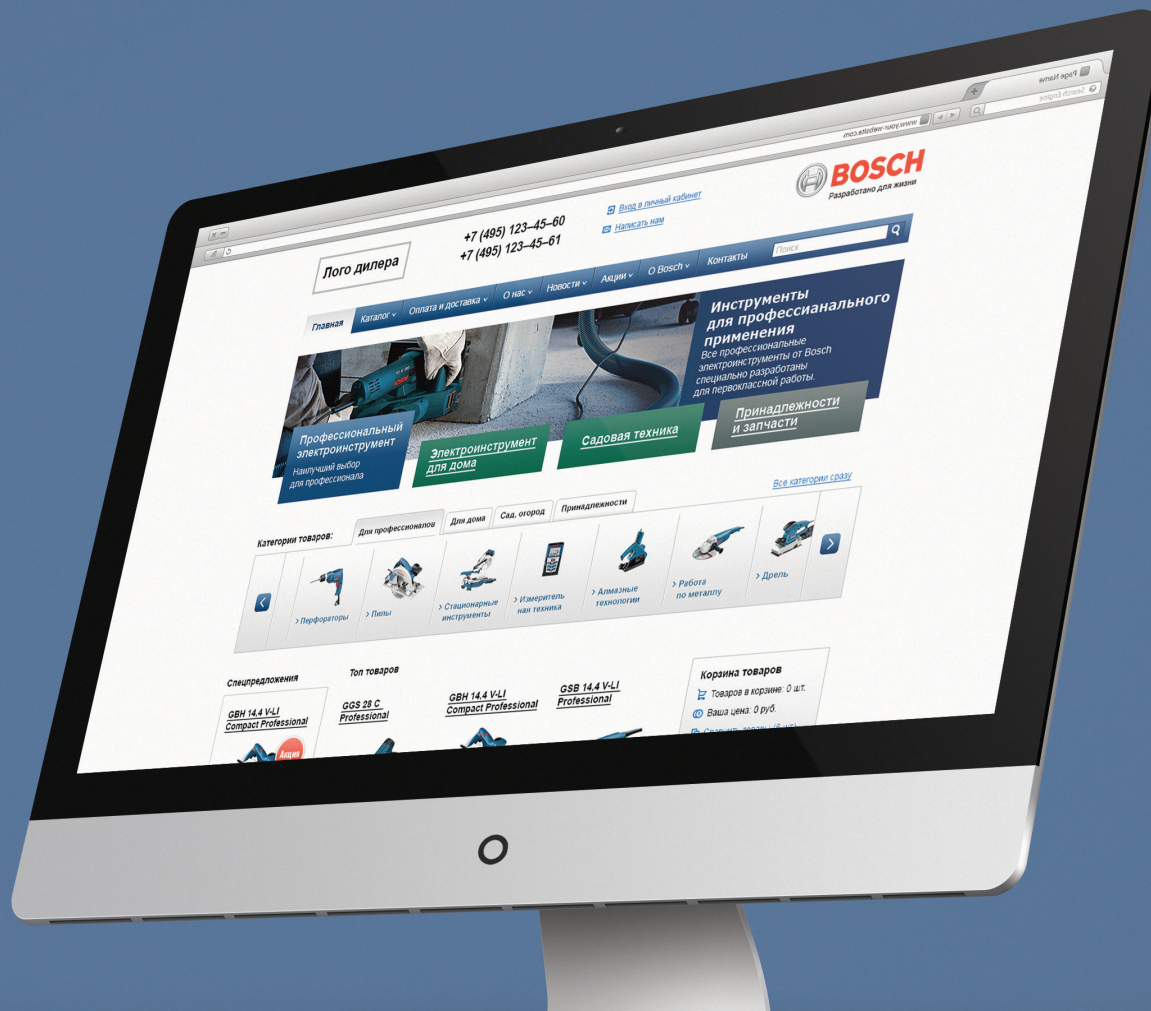 Page Name
Search Engine
www.your-website.com
BOSCH
Разработано для жизни
Вход в личный кабинет
Написать нам
+7 (495) 123–45–60
+7 (495) 123–45–61
Лого дилера
Главная
Каталог
Оплата и доставка
О нас
Новости
Акции
О Bosch
Контакты
Поиск
Инструменты
для профессианального
применения
Все профессиональные
электроинструменты от Bosch
специально разработаны
для первоклассной работы.
BOSCH
Профессиональный
электроинструмент
Наилучший выбор
для профессионала
Электроинструмент
для дома
Садовая техника
Принадлежности
и запчасти
Все категории сразу
Категории товаров:
Для профессионалов
Для дома
Сад, огород
Принадлежности
Перфораторы
Пилы
Стационарные
инструменты
Измеритель
ная техника
Алмазные
технологии
Работа
по металлу
Дрель
Спецпредложения
GBH 14,4 V-LI
Compact Professional
Акция
Топ товаров
GGS 28 C
Professional
GBH 14,4 V-LI
Compact Professional
GSB 14,4 V-LI
Professional
Корзина товаров
Товаров в корзине: 0 шт.
Ваша цена: 0 руб.
Сравнить товары (6 шт)